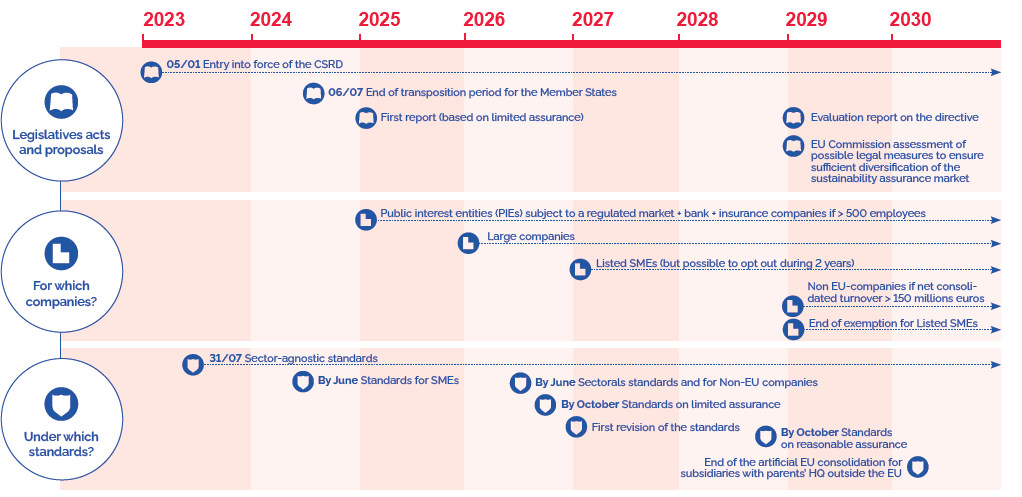 2023 2024 2025 2026 2027 2028 2029 2030
Legislatives acts
and proposals
05/01 Entry into force of the CSRD
06/07 End of transposition period for the Member States
First report (based on limited assurance)
Evaluation report on the directive
EU Commission assessment of
possible legal measures to ensure
sufficient diversification of the
sustainability assurance market
For which
companies?
Public interest entities (PIEs) subject to a regulated market + bank + insurance companies if > 500 employees
Large companies
Listed SMEs (but possible to opt out during 2 years)
Non EU-companies if net consoli-
dated turnover > 150 millions euros
End of exemption for Listed SMEs
Under which
standards?
31/07 Sector-agnostic standards
By June Standards for SMEs
By June Sectorals standards and for Non-EU companies
By October Standards on limited assurance
First revision of the standards
By October Standards
on reasonable assurance
End of the artificial EU consolidation for
subsidiaries with parents' HQ outside the EU